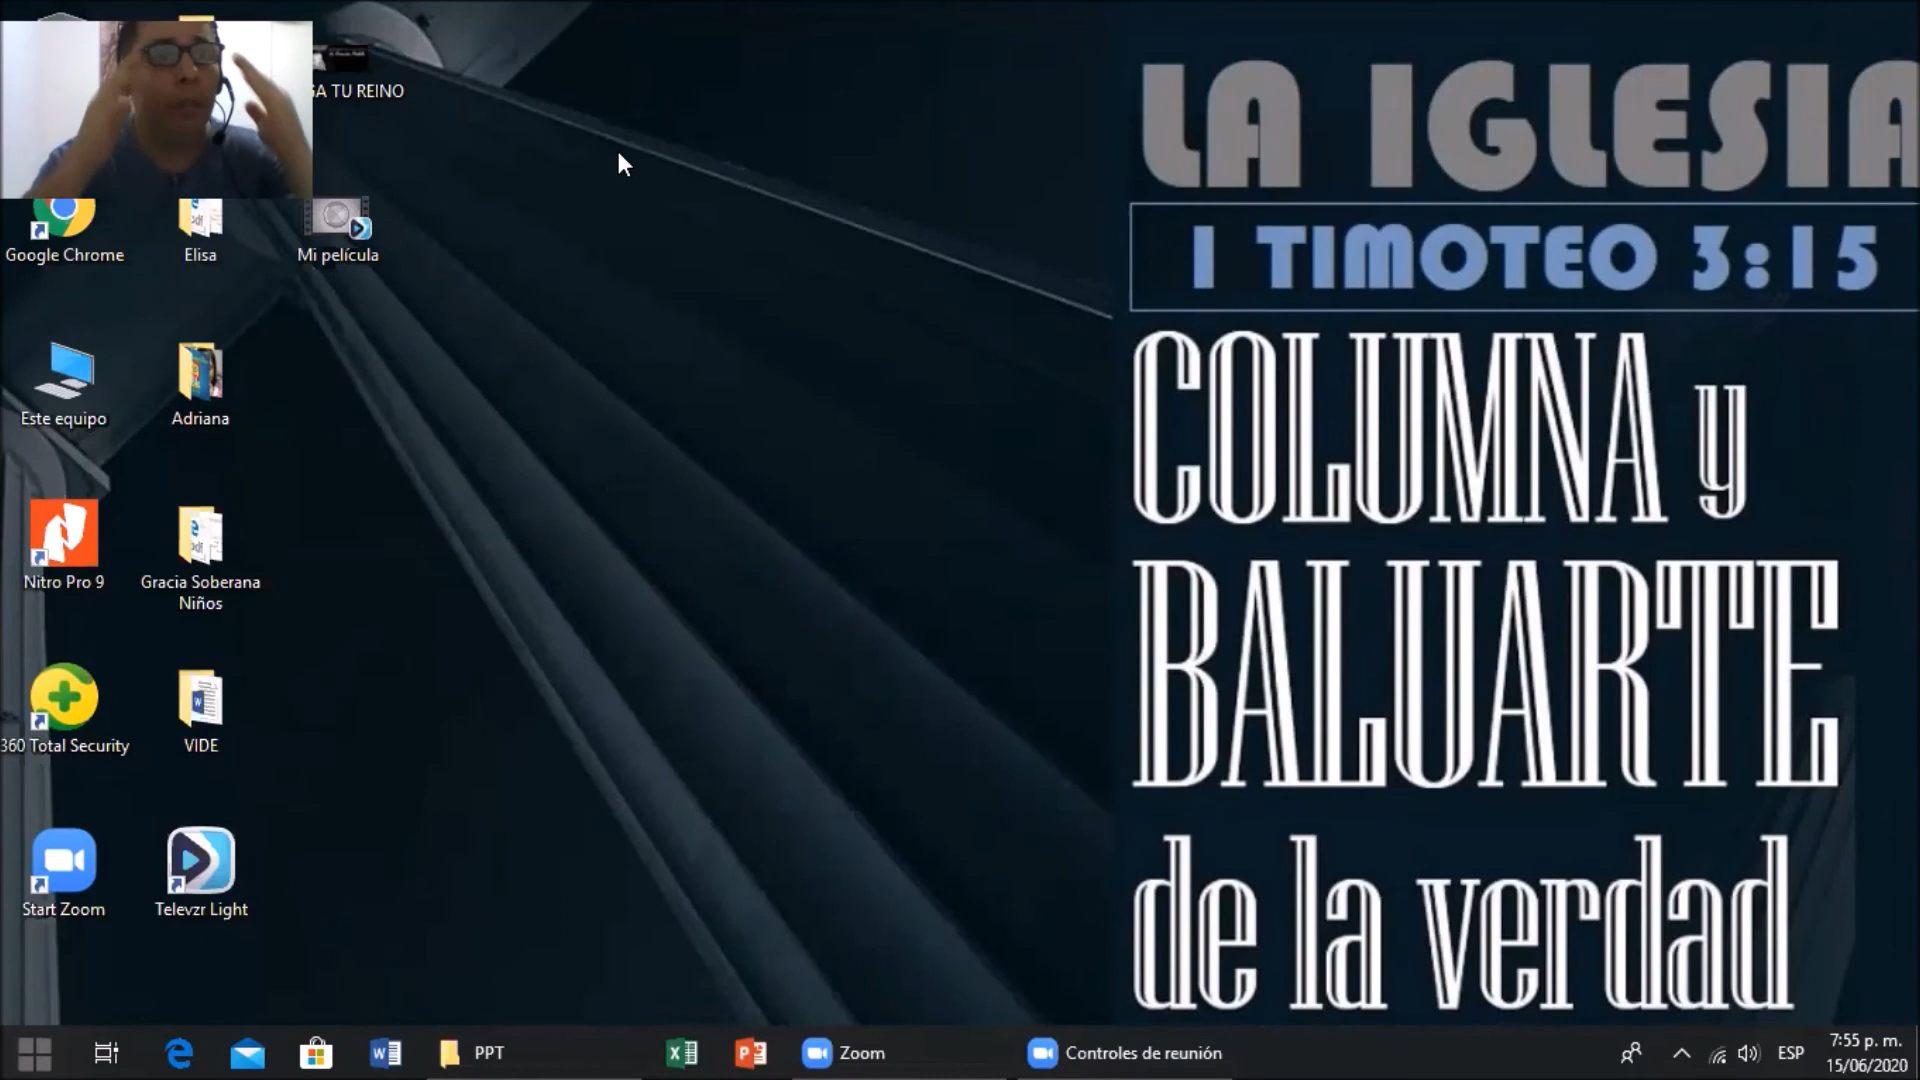 GA TU REINO
Google Chrome
Elisa
Mi película
Este equipo
Adriana
Nitro Pro 9
Gracia Soberana
Niños
360 Total Security
VIDE
Start Zoom
Televzr Light
LA IGLESIA
1 TIMOTEO 3:15
COLUMNA y
BALUARTE
de la verdad
PPT
Zoom
Controles de reunión
ESP
7:55 p. m.
15/06/2020